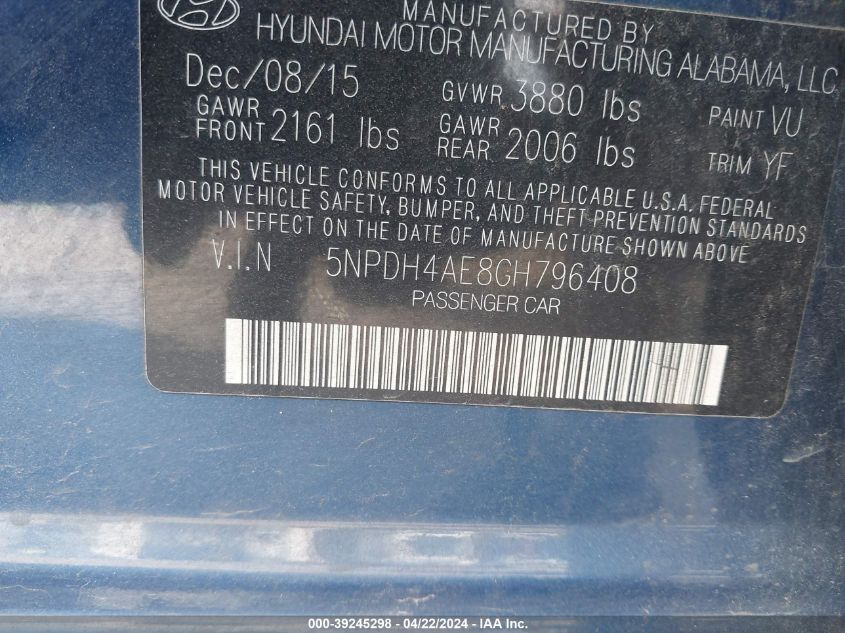 MANUFACTURED BY
HYUNDAI MOTOR MANUFACTURING ALABAMA, LLC
Dec/08/15 GVWR 3880 lbs PAINT VU
GAWR FRONT 2161 lbs GAWR REAR 2006 lbs TRIM YF
THIS VEHICLE CONFORMS TO ALL APPLICABLE U.S.A. FEDERAL
MOTOR VEHICLE SAFETY, BUMPER, AND THEFT PREVENTION STANDARDS
IN EFFECT ON THE DATE OF MANUFACTURE SHOWN ABOVE
V.I.N 5NPDH4AE8GH796408
PASSENGER CAR
000-39245298 - 04/22/2024 - IAA Inc.